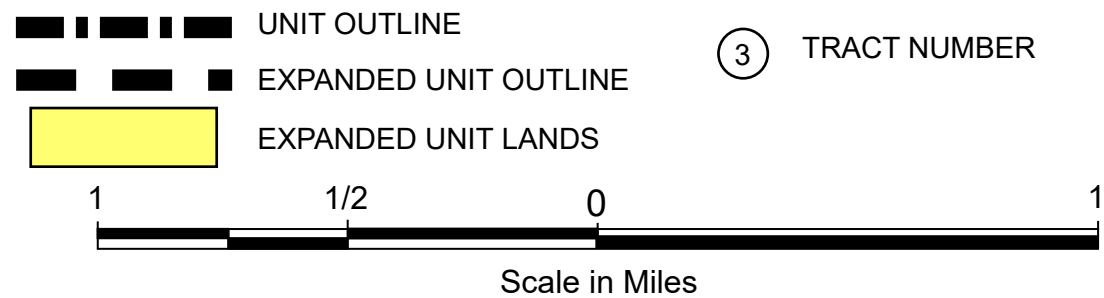 UNIT OUTLINE
3 TRACT NUMBER
EXPANDED UNIT OUTLINE
EXPANDED UNIT LANDS
1 1/2 0 1
Scale in Miles